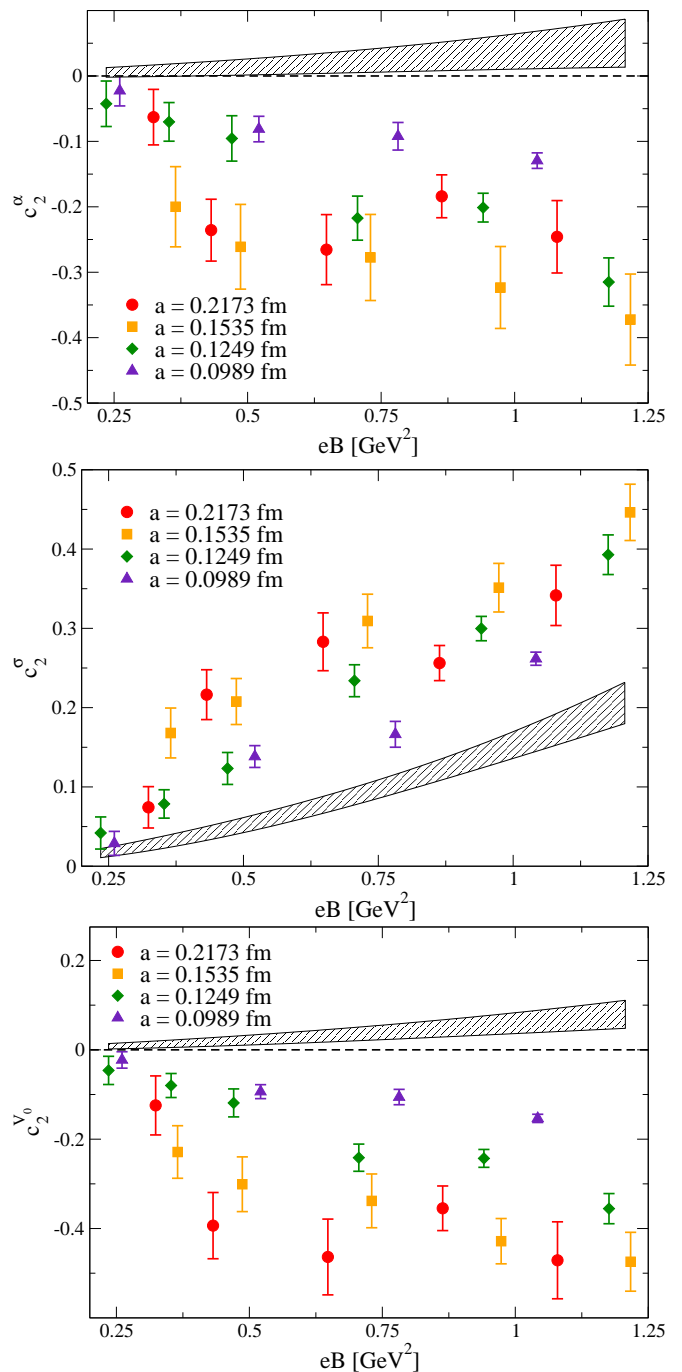 0
-0.1
-0.2
-0.3
-0.4
-0.5
c₂^α
a = 0.2173 fm
a = 0.1535 fm
a = 0.1249 fm
a = 0.0989 fm
0.25 0.5 0.75 1 1.25
eB [GeV²]
0.5
0.4
0.3
0.2
0.1
0
c₂^σ
a = 0.2173 fm
a = 0.1535 fm
a = 0.1249 fm
a = 0.0989 fm
0.25 0.5 0.75 1 1.25
eB [GeV²]
0.2
0
-0.2
-0.4
c₂^V₀
a = 0.2173 fm
a = 0.1535 fm
a = 0.1249 fm
a = 0.0989 fm
0.25 0.5 0.75 1 1.25
eB [GeV²]